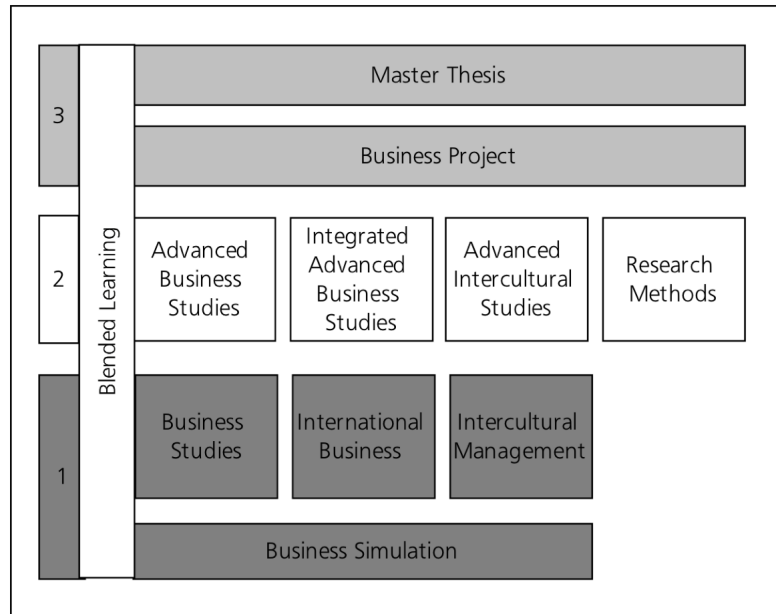 3
Master Thesis
Business Project
Blended Learning
2
Advanced
Business
Studies
Integrated
Advanced
Business
Studies
Advanced
Intercultural
Studies
Research
Methods
1
Business
Studies
International
Business
Intercultural
Management
Business Simulation